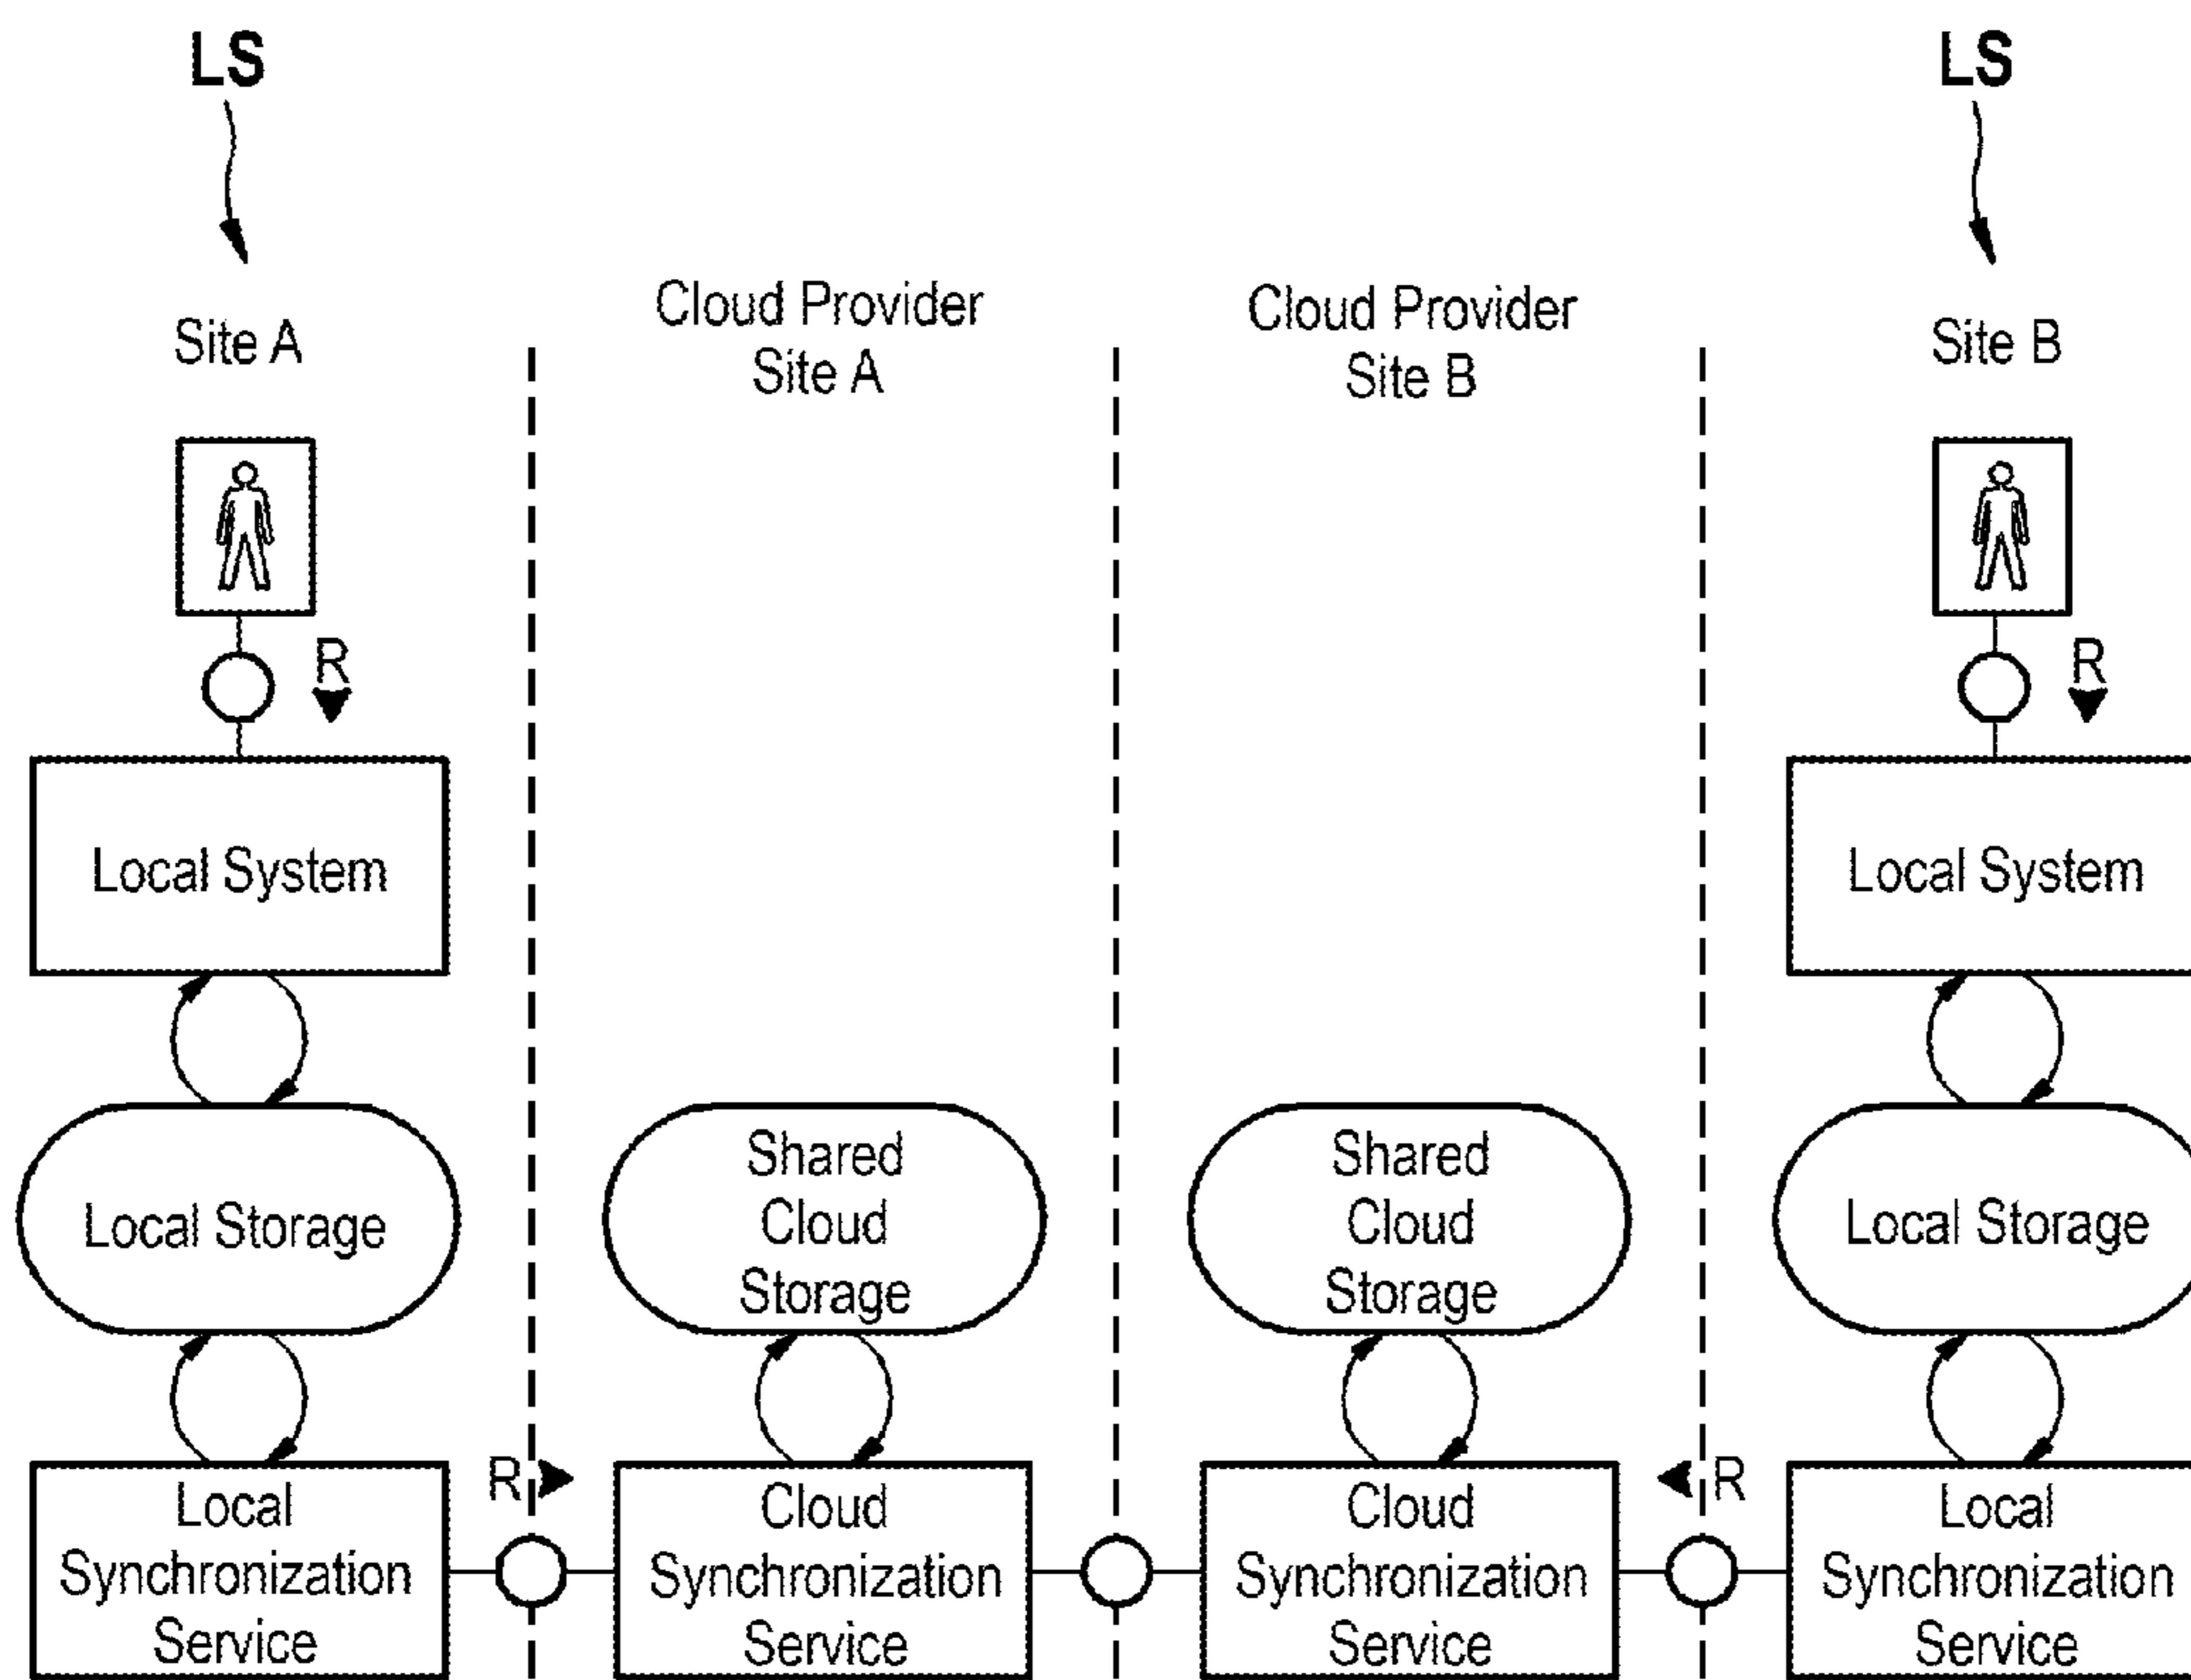 LS
LS
Site A
Cloud Provider
Site A
Cloud Provider
Site B
Site B
R
R
Local System
Local System
Local Storage
Shared
Cloud
Storage
Shared
Cloud
Storage
Local Storage
R
R
Local
Synchronization
Service
Cloud
Synchronization
Service
Cloud
Synchronization
Service
Local
Synchronization
Service